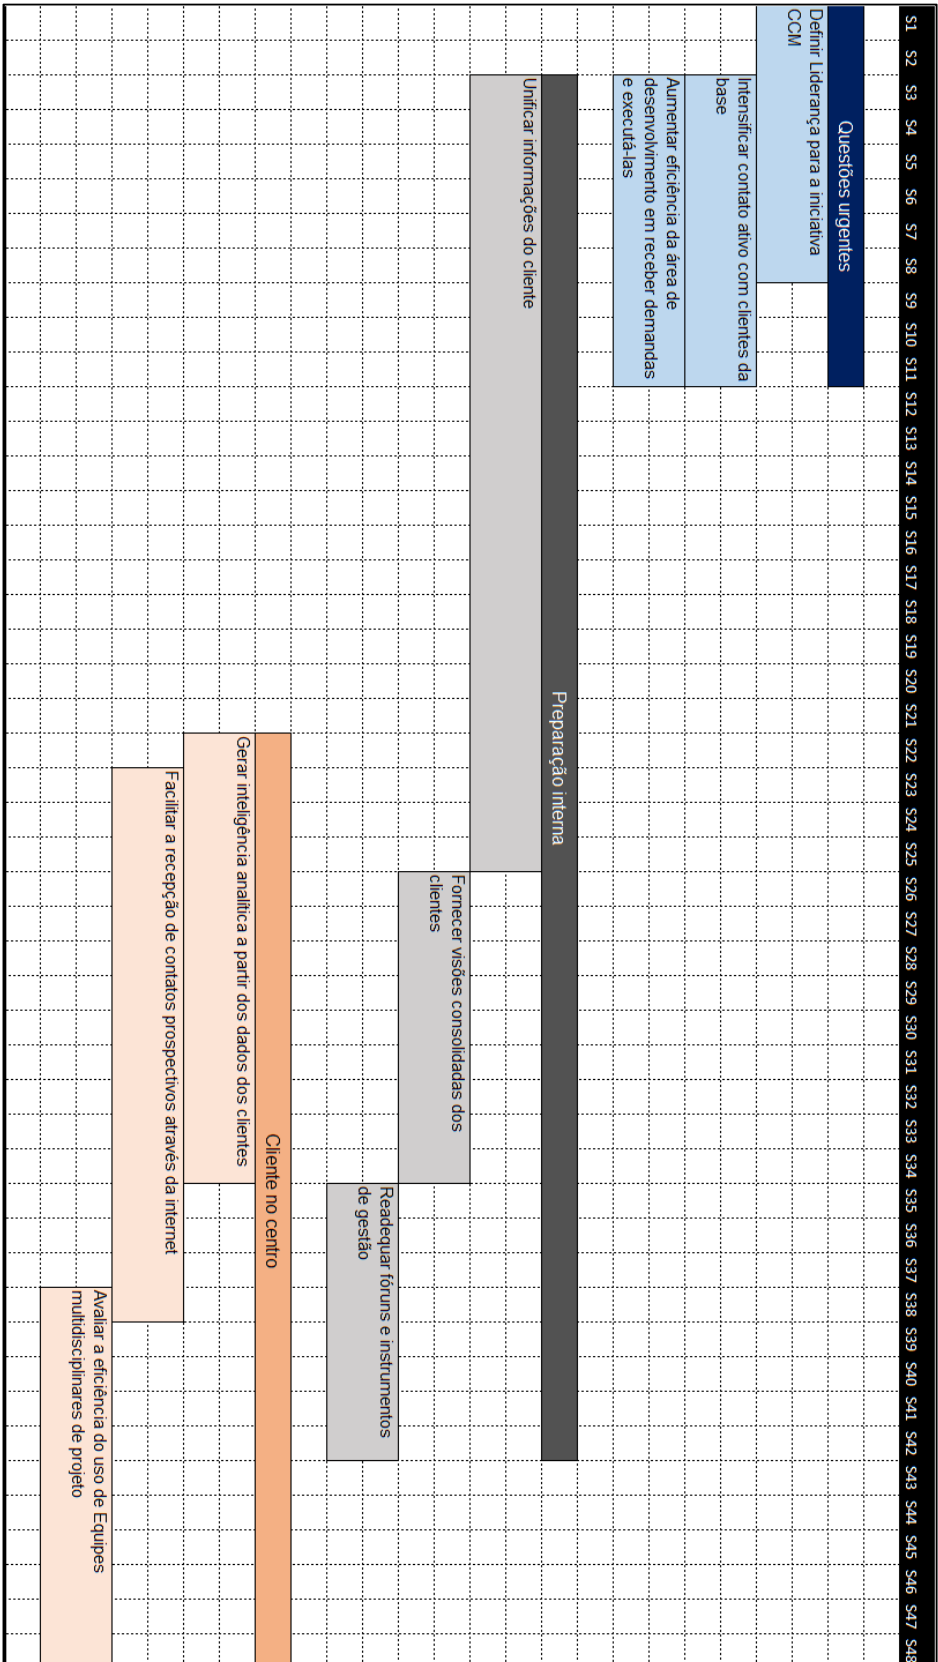 S1 S2 S3 S4 S5 S6 S7 S8 S9 S10 S11 S12 S13 S14 S15 S16 S17 S18 S19 S20 S21 S22 S23 S24 S25 S26 S27 S28 S29 S30 S31 S32 S33 S34 S35 S36 S37 S38 S39 S40 S41 S42 S43 S44 S45 S46 S47 S48
Questões urgentes
Definir Liderança para a iniciativa
CCM
Intensificar contato ativo com clientes da
base
Aumentar eficiência da área de
desenvolvimento em receber demandas
e executá-las
Preparação interna
Unificar informações do cliente
Fornecer visões consolidadas dos
clientes
Readequar fóruns e instrumentos
de gestão
Cliente no centro
Gerar inteligência analítica a partir dos dados dos clientes
Facilitar a recepção de contatos prospectivos através da internet
Avaliar a eficiência do uso de Equipes
multidisciplinares de projeto